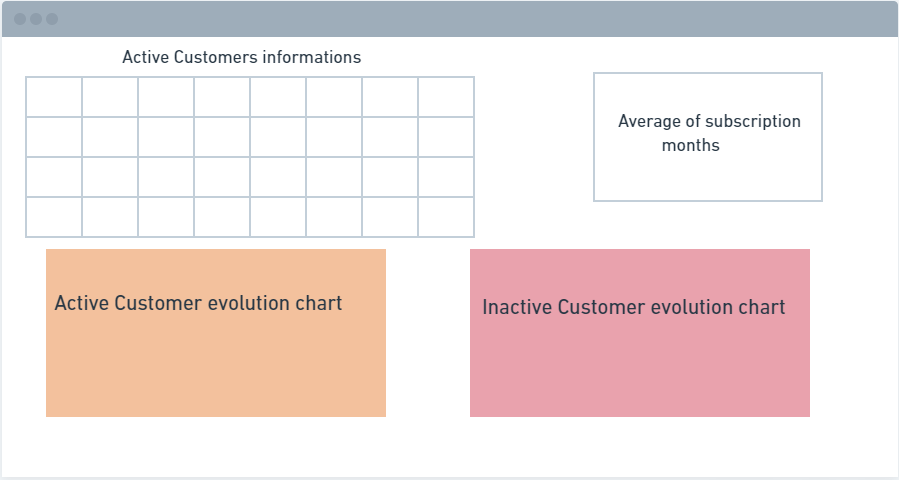 Active Customers informations
Average of subscription
months
Active Customer evolution chart
Inactive Customer evolution chart